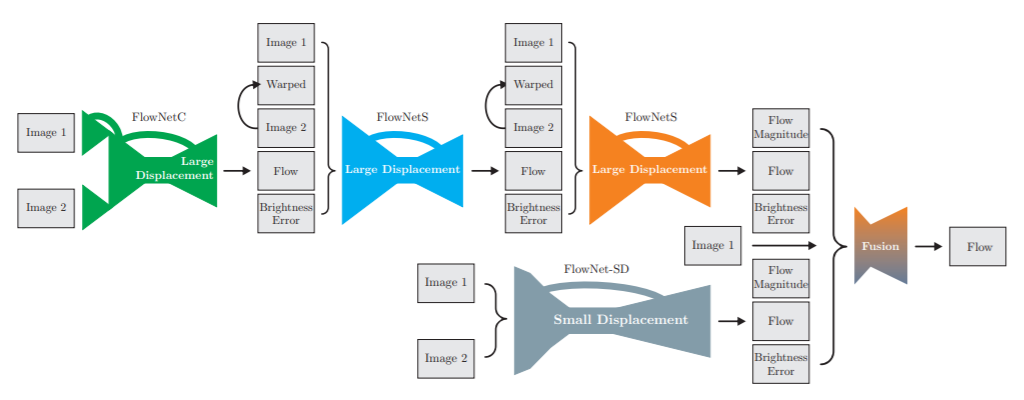 Image 1
Image 2
FlowNetC
Large
Displacement
Image 1
Warped
Image 2
Flow
Brightness
Error
FlowNetS
Large Displacement
Image 1
Warped
Image 2
Flow
Brightness
Error
FlowNetS
Large Displacement
Flow
Magnitude
Flow
Brightness
Error
Image 1
Image 1
Image 2
FlowNet-SD
Small Displacement
Flow
Magnitude
Flow
Brightness
Error
Fusion
Flow